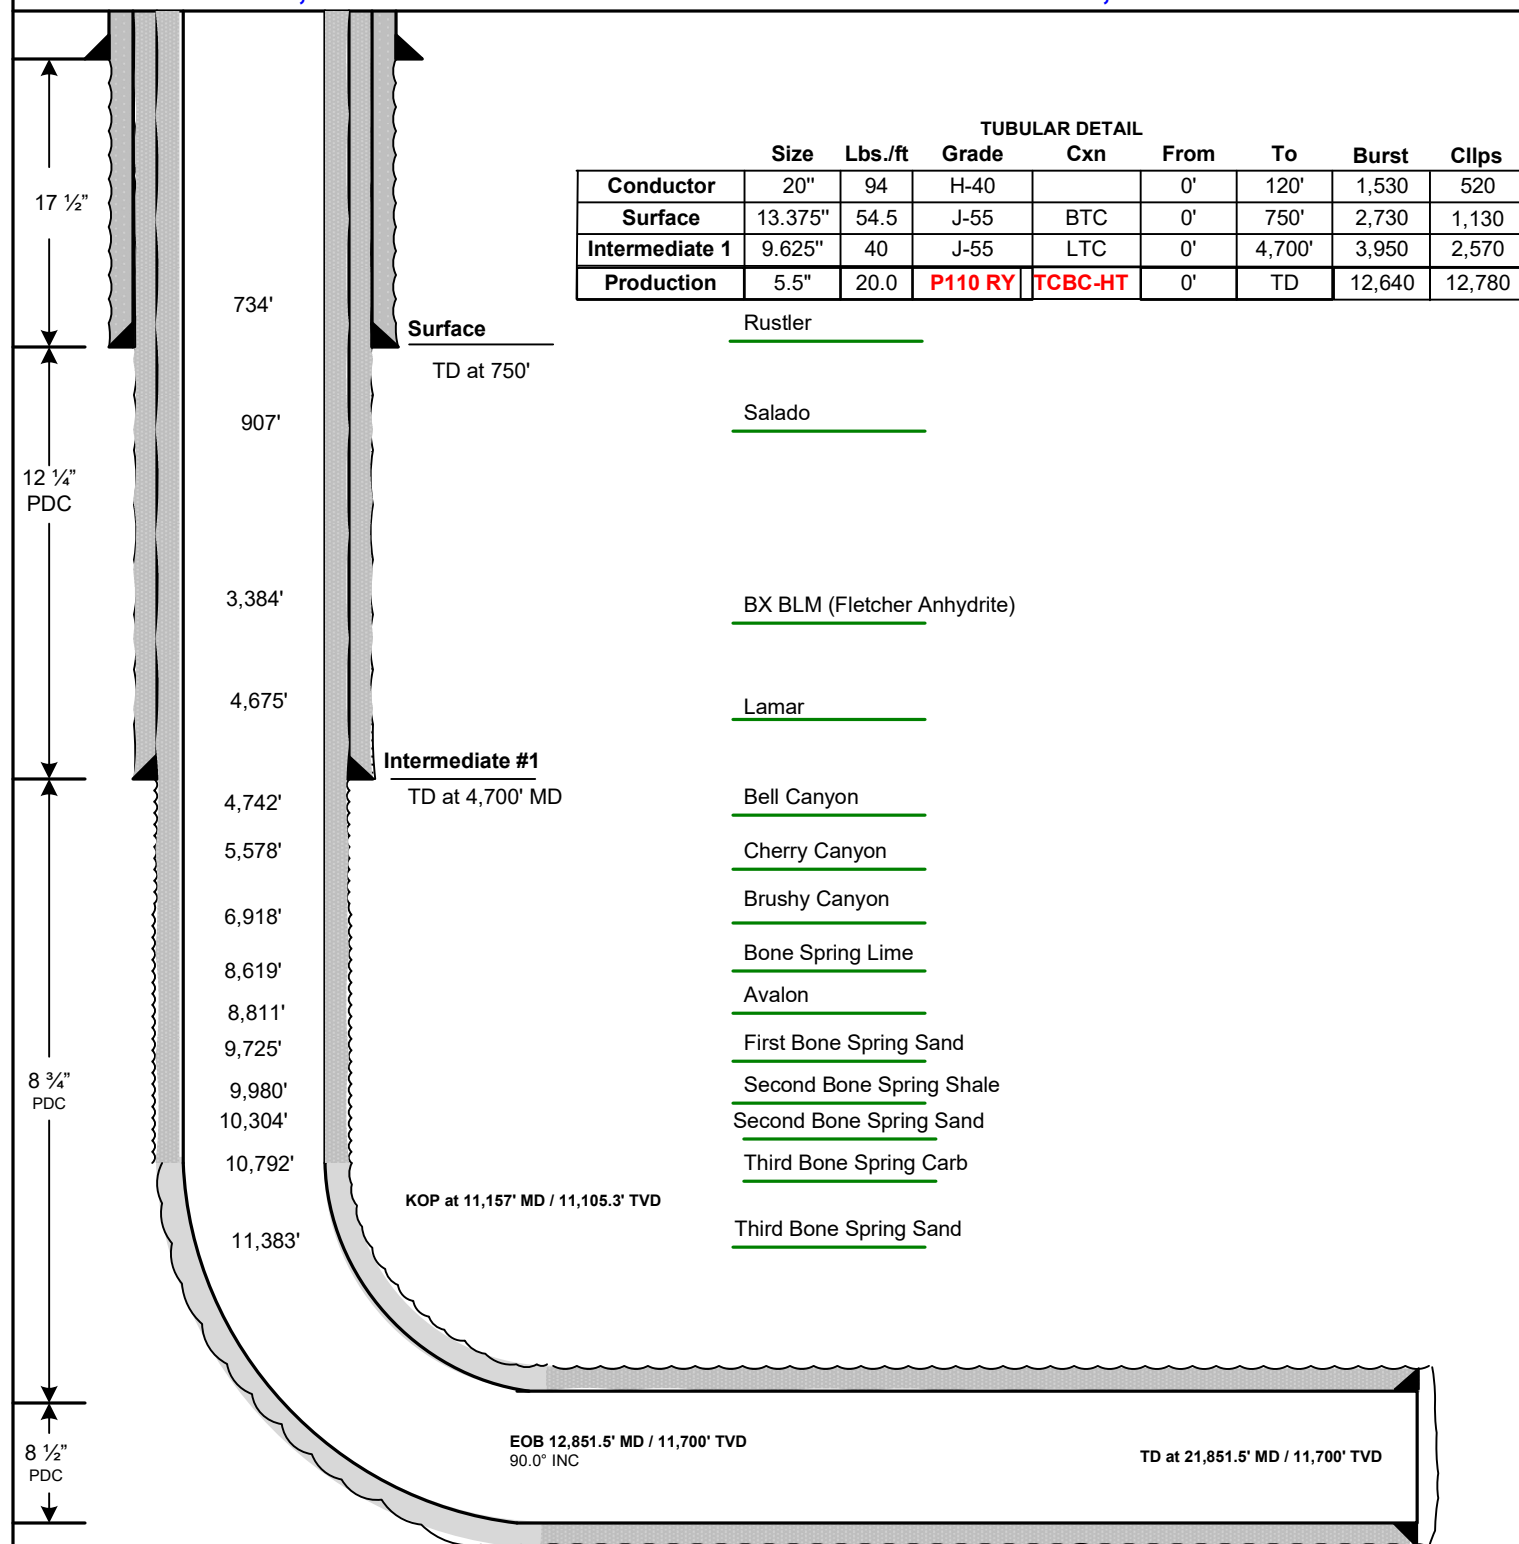 TUBULAR DETAIL
Size Lbs./ft Grade Cxn From To Burst Cllps
Conductor 20" 94 H-40 0' 120' 1,530 520
Surface 13.375" 54.5 J-55 BTC 0' 750' 2,730 1,130
Intermediate 1 9.625" 40 J-55 LTC 0' 4,700' 3,950 2,570
Production 5.5" 20.0 P110 RY TCBC-HT 0' TD 12,640 12,780
17 ½”
734'
Surface
Rustler
TD at 750'
907'
Salado
12 ¼”
PDC
3,384'
BX BLM (Fletcher Anhydrite)
4,675'
Lamar
Intermediate #1
TD at 4,700' MD
4,742'
Bell Canyon
5,578'
Cherry Canyon
6,918'
Brushy Canyon
8,619'
Bone Spring Lime
8,811'
Avalon
9,725'
First Bone Spring Sand
8 ¾”
PDC
9,980'
Second Bone Spring Shale
10,304'
Second Bone Spring Sand
10,792'
Third Bone Spring Carb
KOP at 11,157' MD / 11,105.3' TVD
11,383'
Third Bone Spring Sand
8 ½”
PDC
EOB 12,851.5' MD / 11,700' TVD
90.0° INC
TD at 21,851.5' MD / 11,700' TVD